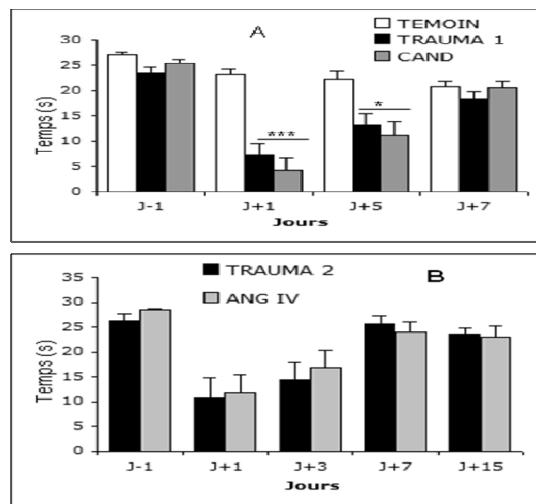 A
TEMOIN
TRAUMA 1
CAND
Temps (s)
30
25
20
15
10
5
0
***
*
J-1 J+1 J+5 J+7
Jours
B
TRAUMA 2
ANG IV
Temps (s)
35
30
25
20
15
10
5
0
J-1 J+1 J+3 J+7 J+15
Jours